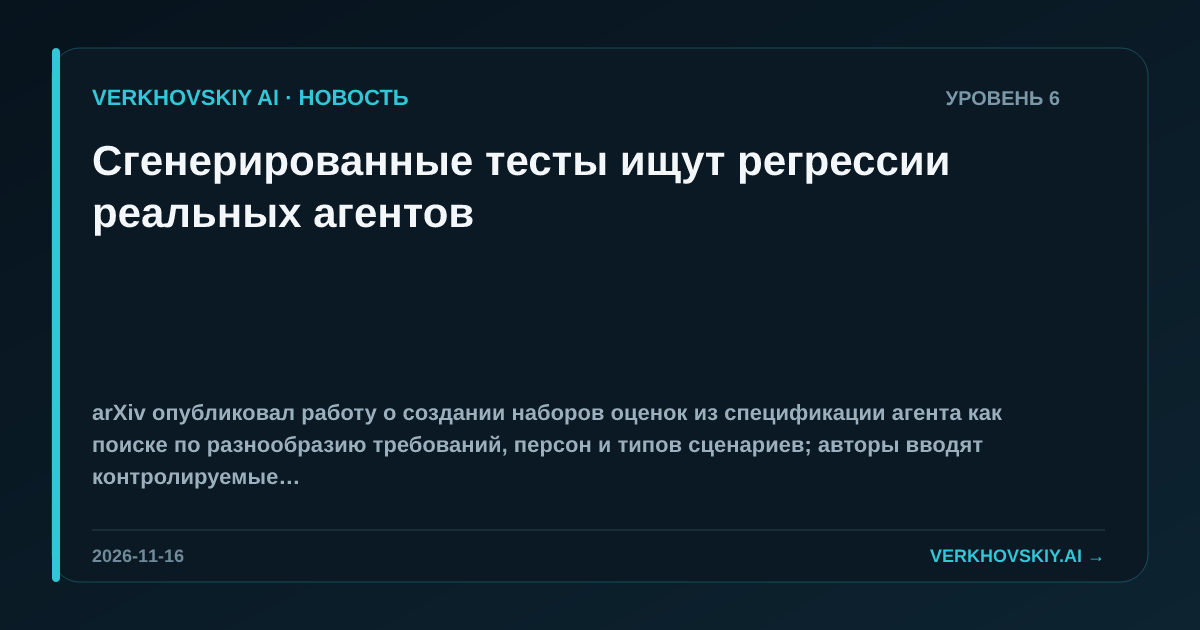 VERKHOVSKIY AI · НОВОСТЬ
УРОВЕНЬ 6
Сгенерированные тесты ищут регрессии
реальных агентов
arXiv опубликовал работу о создании наборов оценок из спецификации агента как
поиске по разнообразию требований, персон и типов сценариев; авторы вводят
контролируемые…
2026-11-16
VERKHOVSKIY.AI →